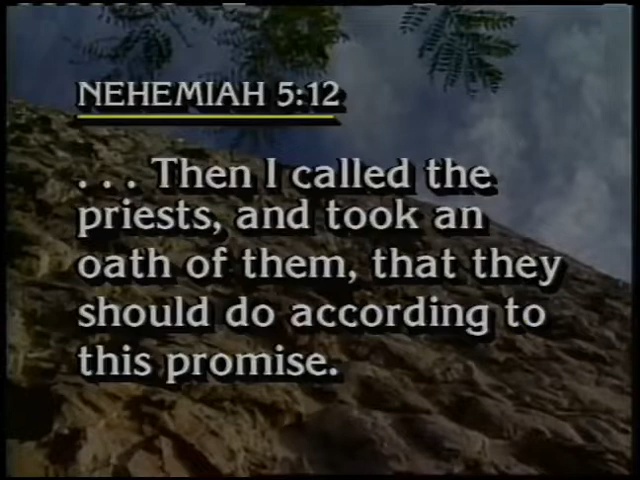 NEHEMIAH 5:12
. . . Then I called the
priests, and took an
oath of them, that they
should do according to
this promise.